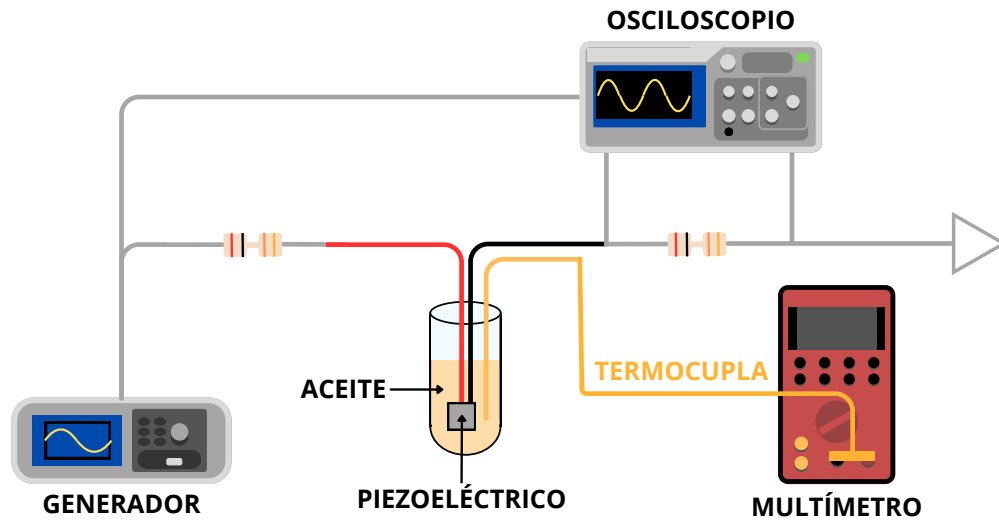 OSCILOSCOPIO
TERMOCUPLA
ACEITE
GENERADOR
PIEZOELÉCTRICO
MULTÍMETRO